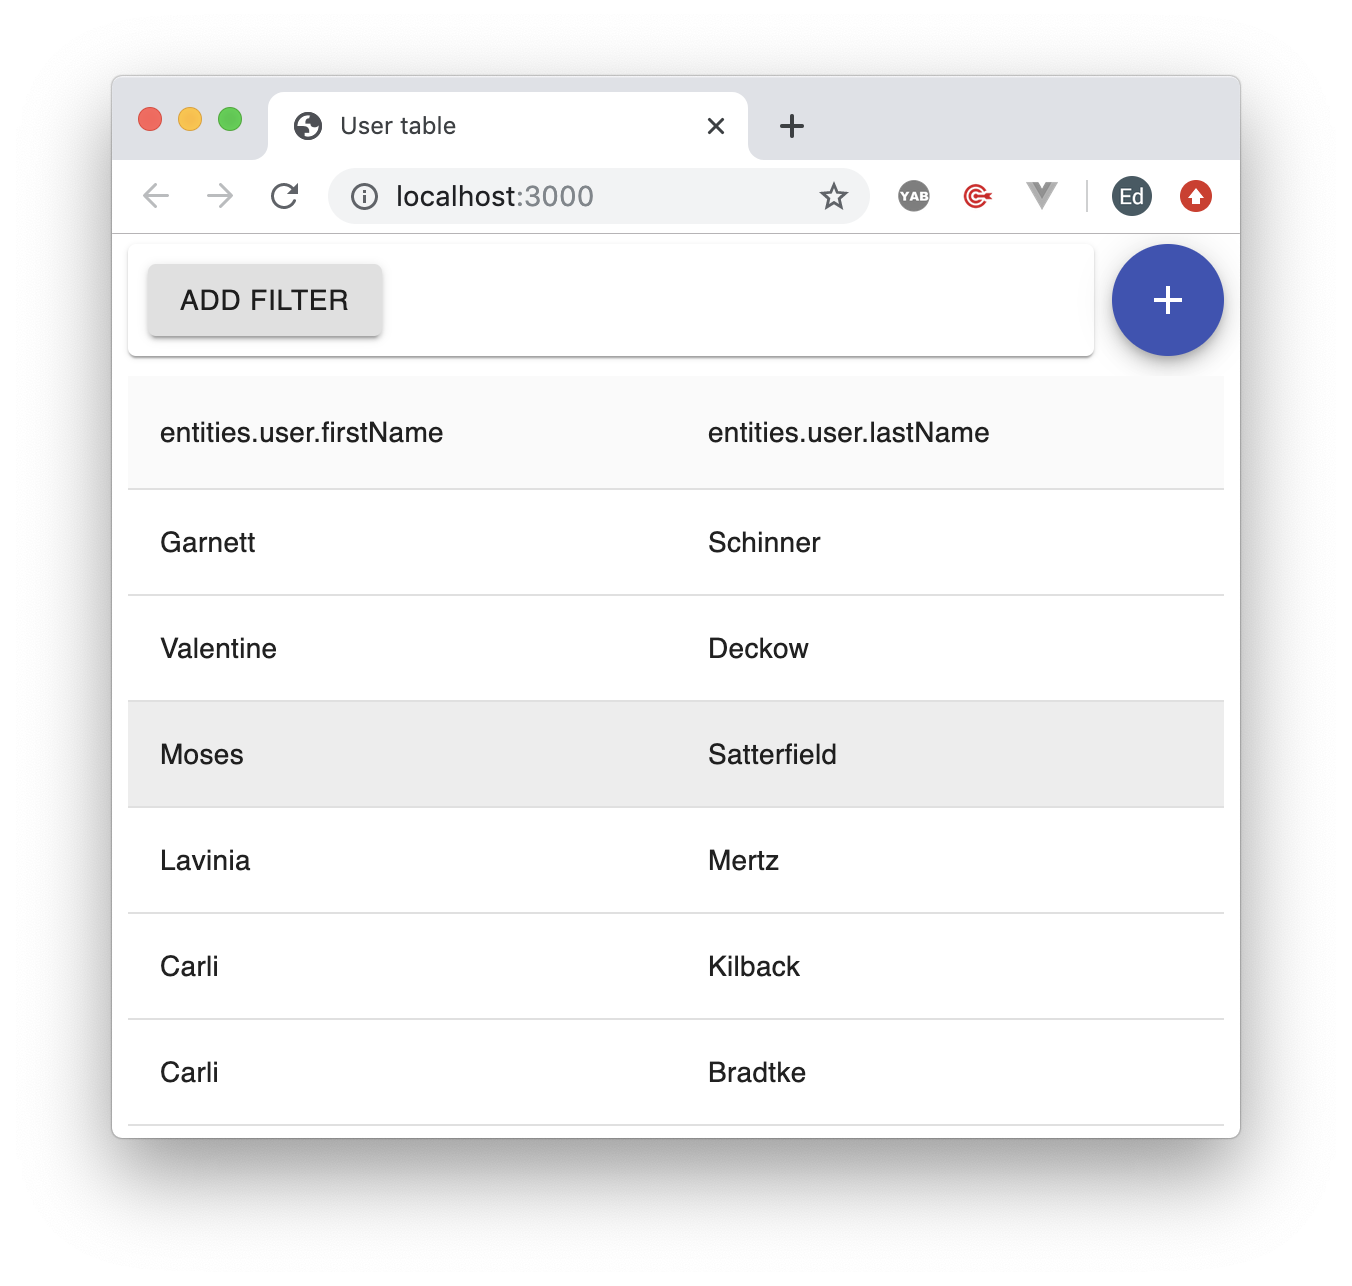 User table
localhost:3000
YAB
Ed
ADD FILTER
entities.user.firstName entities.user.lastName
Garnett Schinner
Valentine Deckow
Moses Satterfield
Lavinia Mertz
Carli Kilback
Carli Bradtke